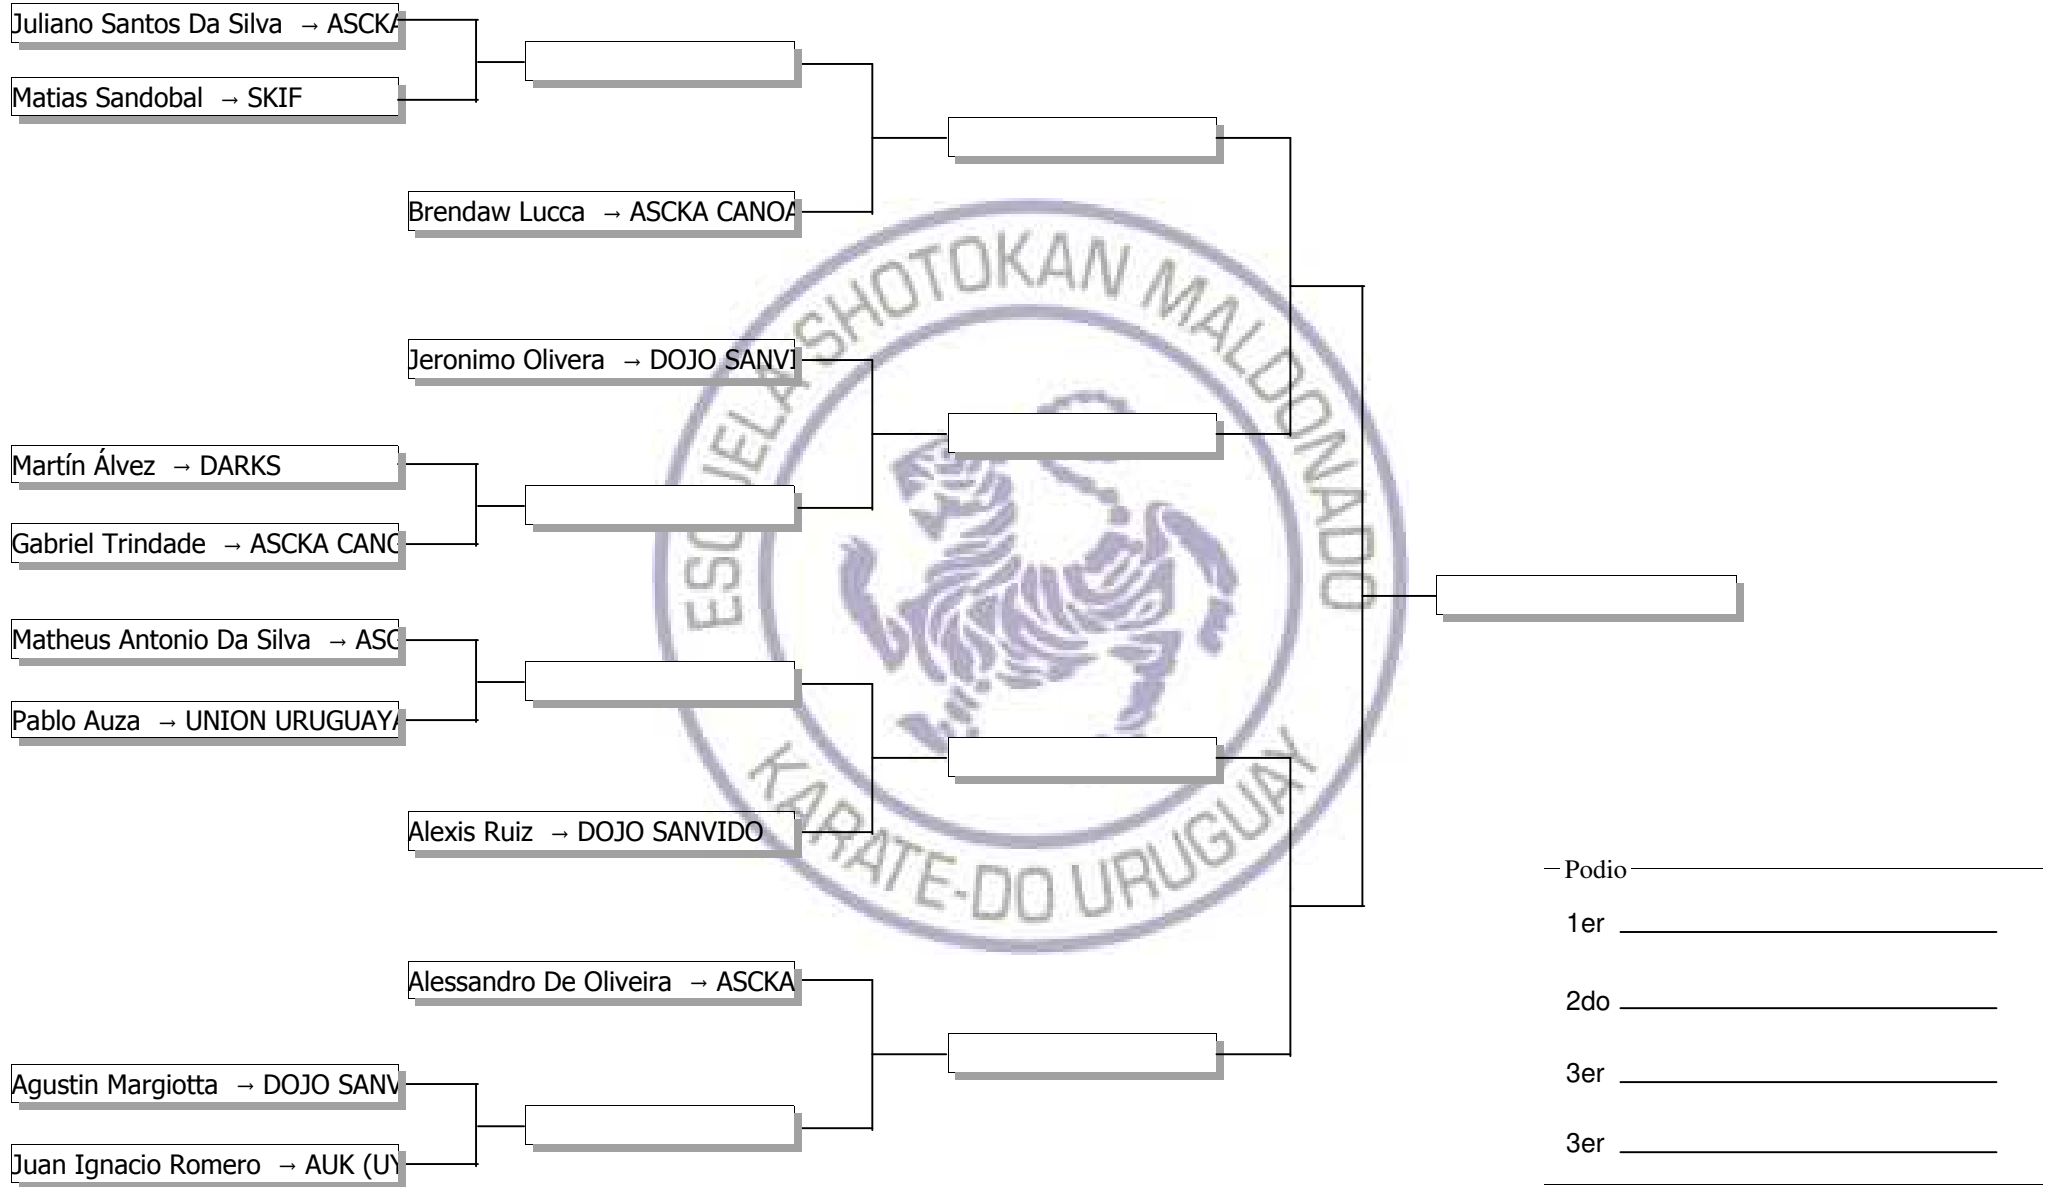 Juliano Santos Da Silva → ASCKA
Matias Sandobal → SKIF
Brendaw Lucca → ASCKA CANOA
Jeronimo Olivera → DOJO SANVI
Martín Álvez → DARKS
Gabriel Trindade → ASCKA CANO
Matheus Antonio Da Silva → ASC
Pablo Auza → UNION URUGUAYA
Alexis Ruiz → DOJO SANVIDO
Alessandro De Oliveira → ASCKA
Agustin Margiotta → DOJO SANV
Juan Ignacio Romero → AUK (UY
ESCUELA SHOTOKAN MALDONADO
KARATE-DO URUGUAY
Podio
1er
2do
3er
3er